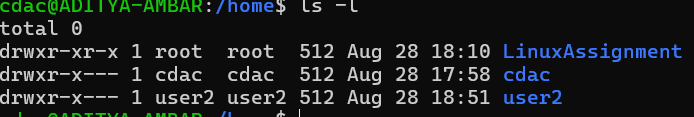 cdac@ADITYA-AMBAR:/home$ ls -l
total 0
drwxr-xr-x 1 root  root  512 Aug 28 18:10 LinuxAssignment
drwxr-x--- 1 cdac  cdac  512 Aug 28 17:58 cdac
drwxr-x--- 1 user2 user2 512 Aug 28 18:51 user2